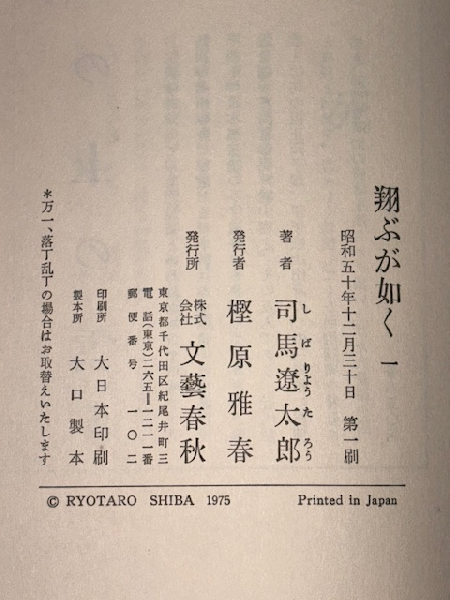 翔ぶが如く 一
昭和五十年十二月三十日 第一刷
著者 司馬遼太郎
しばりょうたろう
発行者 樫原雅春
発行所 株式会社 文藝春秋
東京都千代田区紀尾井町三
電話(東京)二六五―一二一一番
郵便番号 一〇二
印刷所 大日本印刷
製本所 大口製本
*万一、落丁乱丁の場合はお取替えいたします
© RYOTARO SHIBA 1975 Printed in Japan